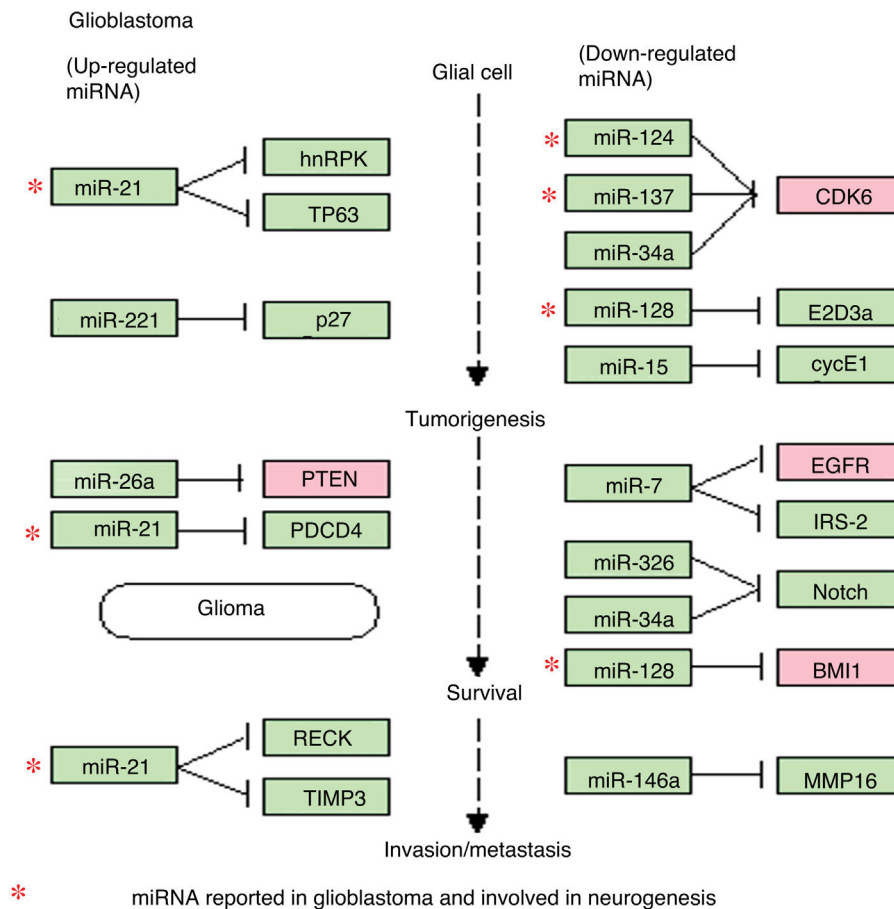 Glioblastoma
(Up-regulated
miRNA)
Glial cell
(Down-regulated
miRNA)
* miR-21
hnRPK
TP63
* miR-124
* miR-137
miR-34a
CDK6
miR-221
p27
* miR-128
E2D3a
miR-15
cycE1
Tumorigenesis
miR-26a
PTEN
* miR-21
PDCD4
miR-7
EGFR
IRS-2
Glioma
miR-326
miR-34a
Notch
* miR-128
BMI1
Survival
* miR-21
RECK
TIMP3
miR-146a
MMP16
Invasion/metastasis
* miRNA reported in glioblastoma and involved in neurogenesis